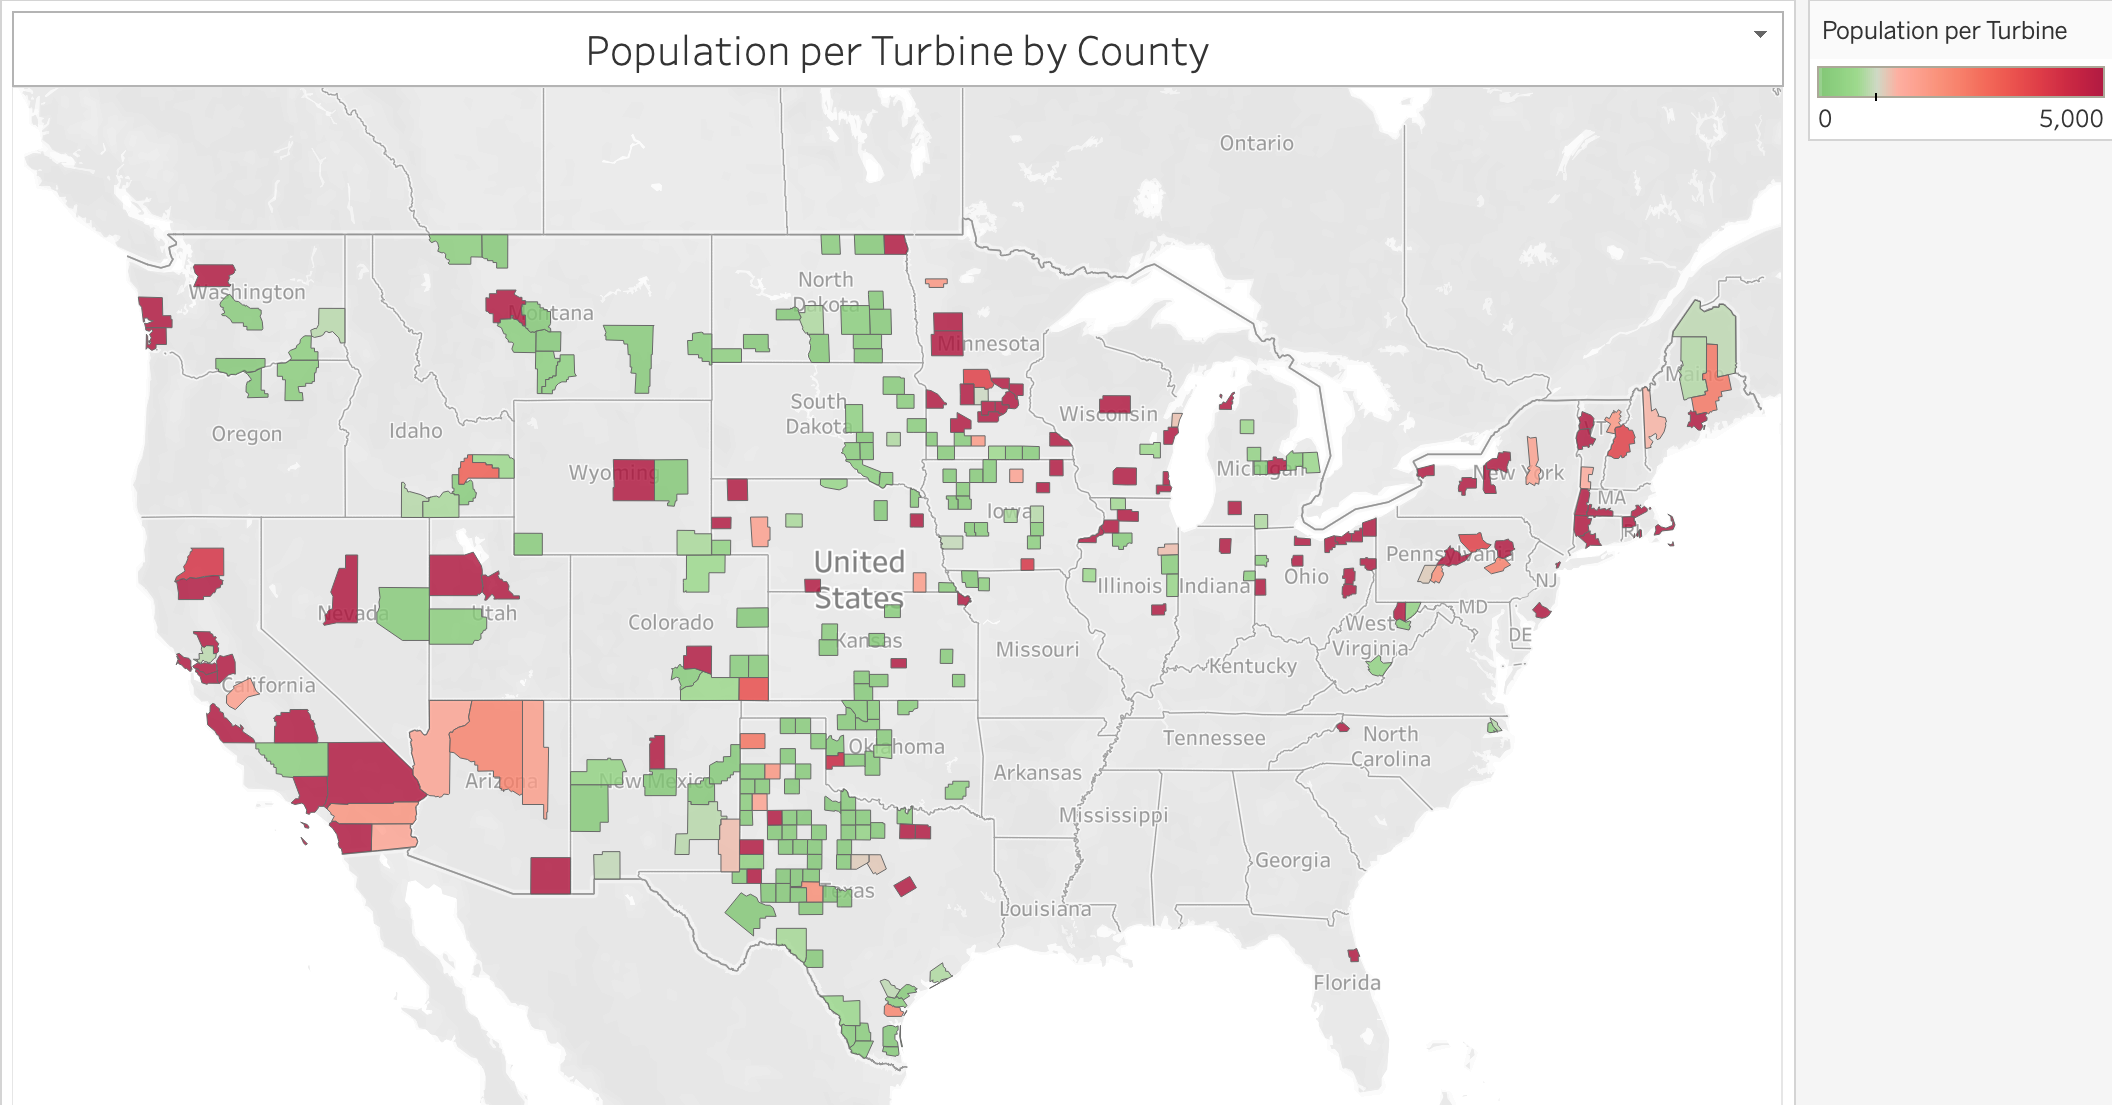 Population per Turbine by County
Population per Turbine
0
5,000
Ontario
Washington
Montana
North
Dakota
Minnesota
Maine
Oregon
Idaho
South
Dakota
Wisconsin
VT
Wyoming
Michigan
New York
MA
Iowa
RI
United
States
Pennsylvania
Nevada
Utah
Colorado
Illinois
Indiana
Ohio
NJ
MD
Kansas
Missouri
West
Virginia
DE
California
Kentucky
Arizona
New Mexico
Oklahoma
Tennessee
North
Carolina
Arkansas
Mississippi
Georgia
Texas
Louisiana
Florida